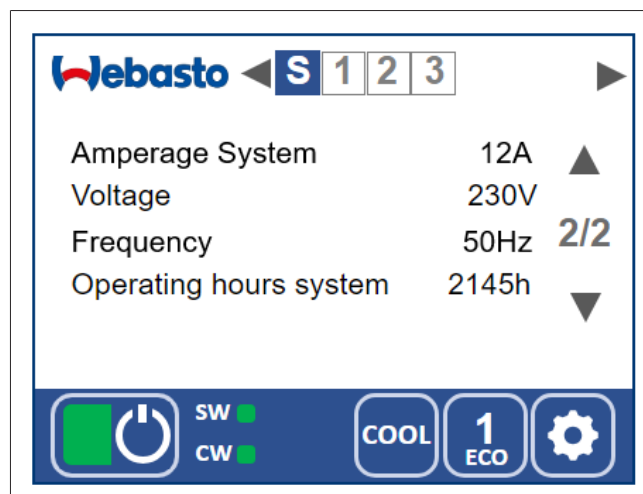 Webasto S 1 2 3
Amperage System 12A
Voltage 230V
2/2
Frequency 50Hz
Operating hours system 2145h
SW
CW
COOL
1
ECO